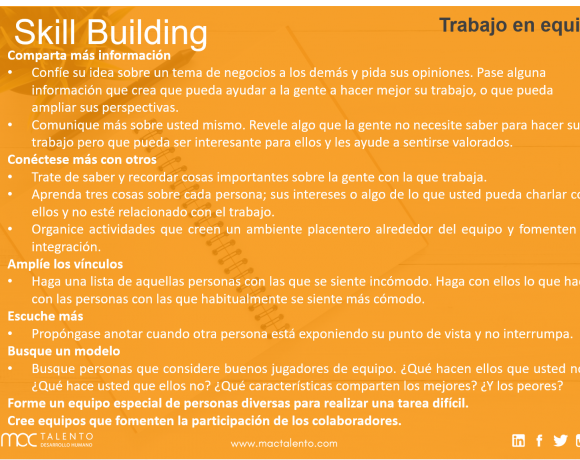 Skill Building
Trabajo en equi
Comparta más información
• Confíe su idea sobre un tema de negocios a los demás y pida sus opiniones. Pase alguna
información que crea que pueda ayudar a la gente a hacer mejor su trabajo, o que pueda
ampliar sus perspectivas.
• Comunique más sobre usted mismo. Revele algo que la gente no necesite saber para hacer su
trabajo pero que pueda ser interesante para ellos y les ayude a sentirse valorados.
Conéctese más con otros
• Trate de saber y recordar cosas importantes sobre la gente con la que trabaja.
• Aprenda tres cosas sobre cada persona; sus intereses o algo de lo que usted pueda charlar co
ellos y no esté relacionado con el trabajo.
• Organice actividades que creen un ambiente placentero alrededor del equipo y fomenten
integración.
Amplíe los vínculos
• Haga una lista de aquellas personas con las que se siente incómodo. Haga con ellos lo que hac
con las personas con las que habitualmente se siente más cómodo.
Escuche más
• Propóngase anotar cuando otra persona está exponiendo su punto de vista y no interrumpa.
Busque un modelo
• Busque personas que considere buenos jugadores de equipo. ¿Qué hacen ellos que usted no
¿Qué hace usted que ellos no? ¿Qué características comparten los mejores? ¿Y los peores?
Forme un equipo especial de personas diversas para realizar una tarea difícil.
Cree equipos que fomenten la participación de los colaboradores.
MAC TALENTO
DESARROLLO HUMANO
www.mactalento.com